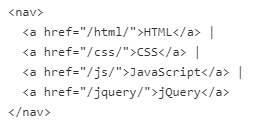 <nav>
  <a href="/html/">HTML</a> |
  <a href="/css/">CSS</a> |
  <a href="/js/">JavaScript</a> |
  <a href="/jquery/">jQuery</a>
</nav>